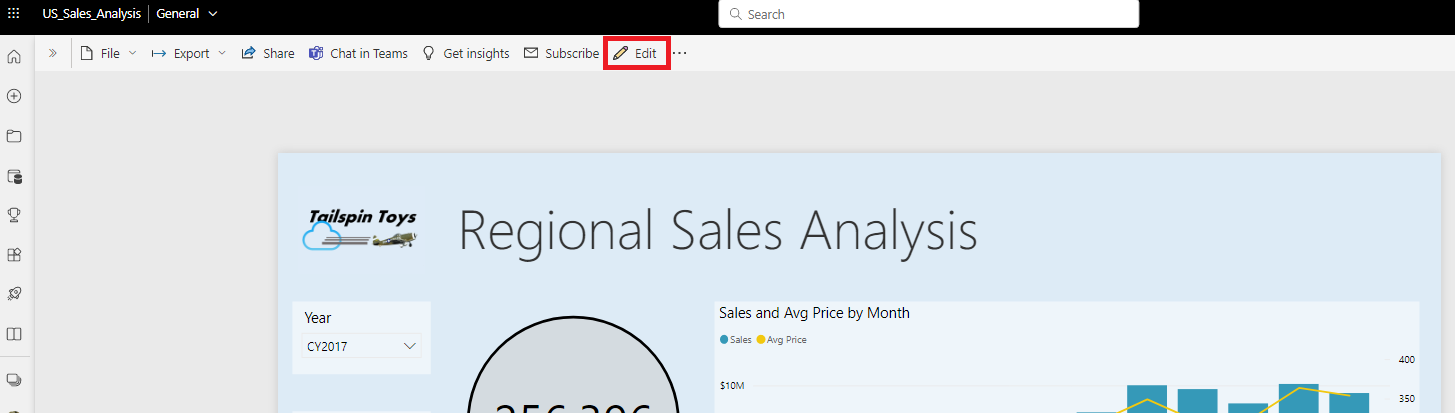 US_Sales_Analysis General
Search
File Export Share Chat in Teams Get insights Subscribe Edit ...
Tailspin Toys
Regional Sales Analysis
Year
CY2017
Sales and Avg Price by Month
Sales Avg Price
400
$10M
350